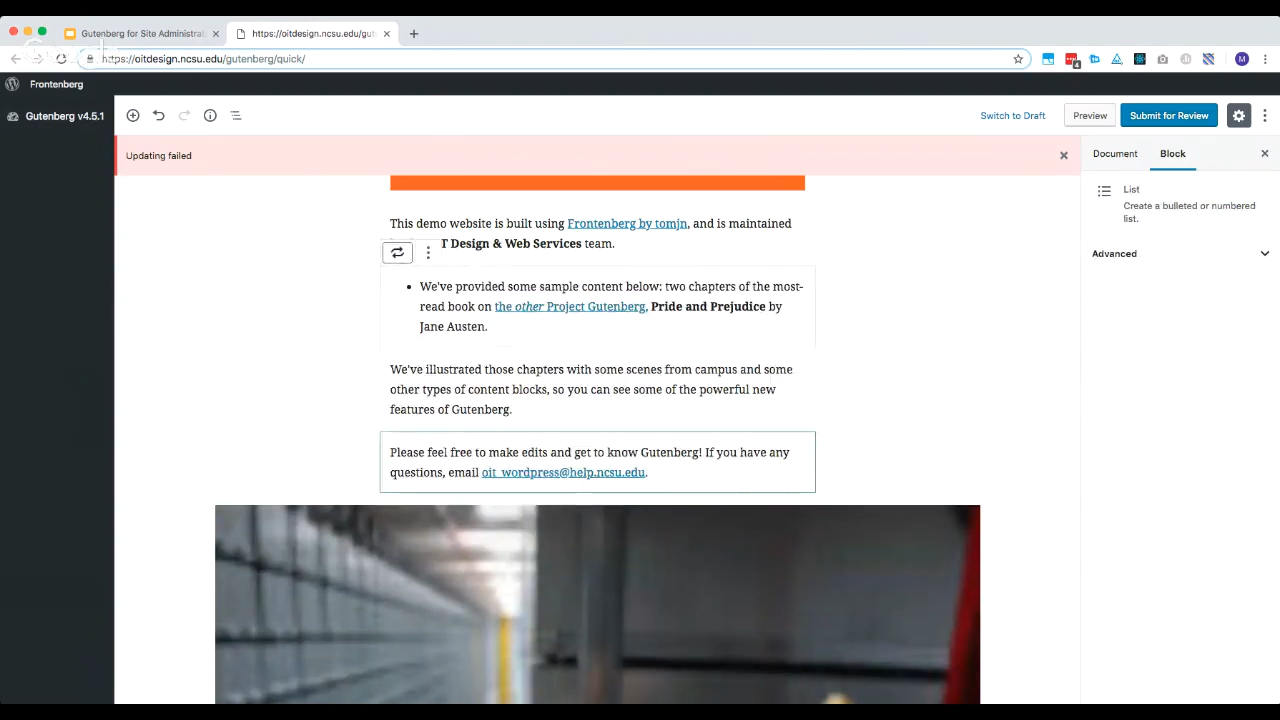 Gutenberg for Site Administrati
https://oitdesign.ncsu.edu/gut
https://oitdesign.ncsu.edu/gutenberg/quick/
4
M
Frontenberg
Gutenberg v4.5.1
Switch to Draft
Preview
Submit for Review
Updating failed
Document
Block
List
Create a bulleted or numbered
list.
Advanced
This demo website is built using Frontenberg by tomjn, and is maintained
T Design & Web Services team.
• We've provided some sample content below: two chapters of the most-
read book on the other Project Gutenberg, Pride and Prejudice by
Jane Austen.
We've illustrated those chapters with some scenes from campus and some
other types of content blocks, so you can see some of the powerful new
features of Gutenberg.
Please feel free to make edits and get to know Gutenberg! If you have any
questions, email oit_wordpress@help.ncsu.edu.